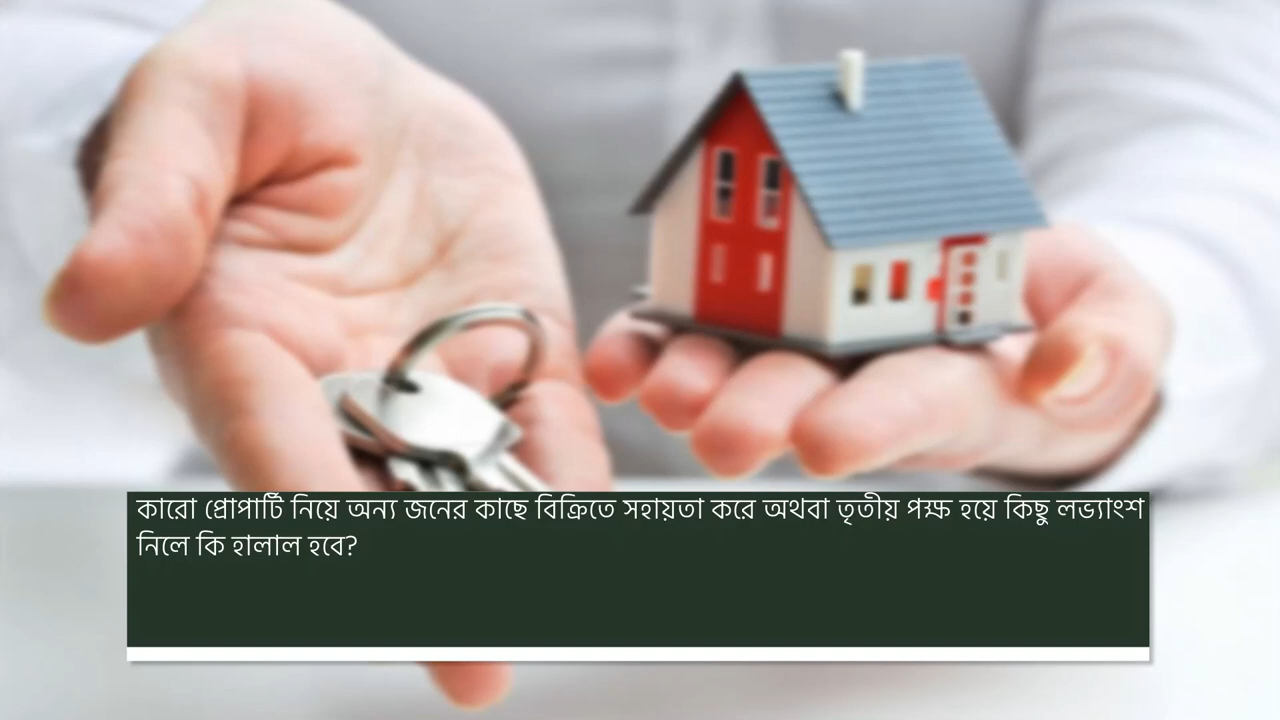 কারো প্রোপার্টি নিয়ে অন্য জনের কাছে বিক্রিতে সহায়তা করে অথবা তৃতীয় পক্ষ হয়ে কিছু লভ্যাংশ
নিলে কি হালাল হবে?